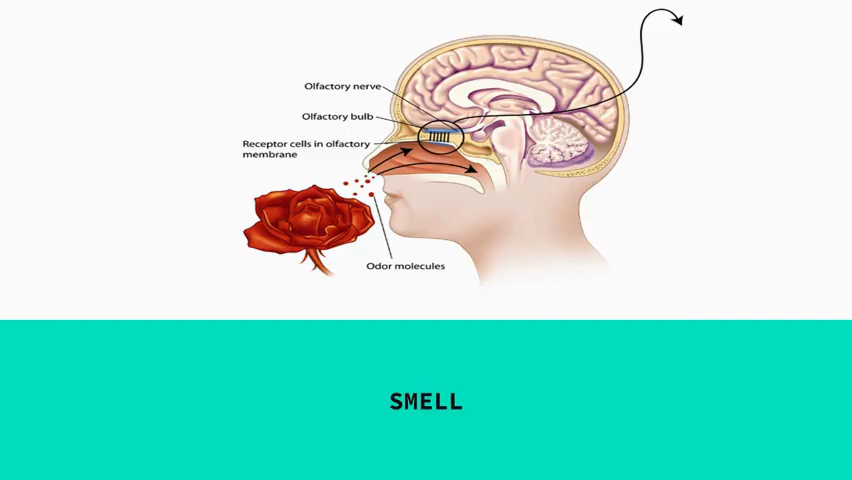 Olfactory nerve
Olfactory bulb
Receptor cells in olfactory
membrane
Odor molecules
SMELL